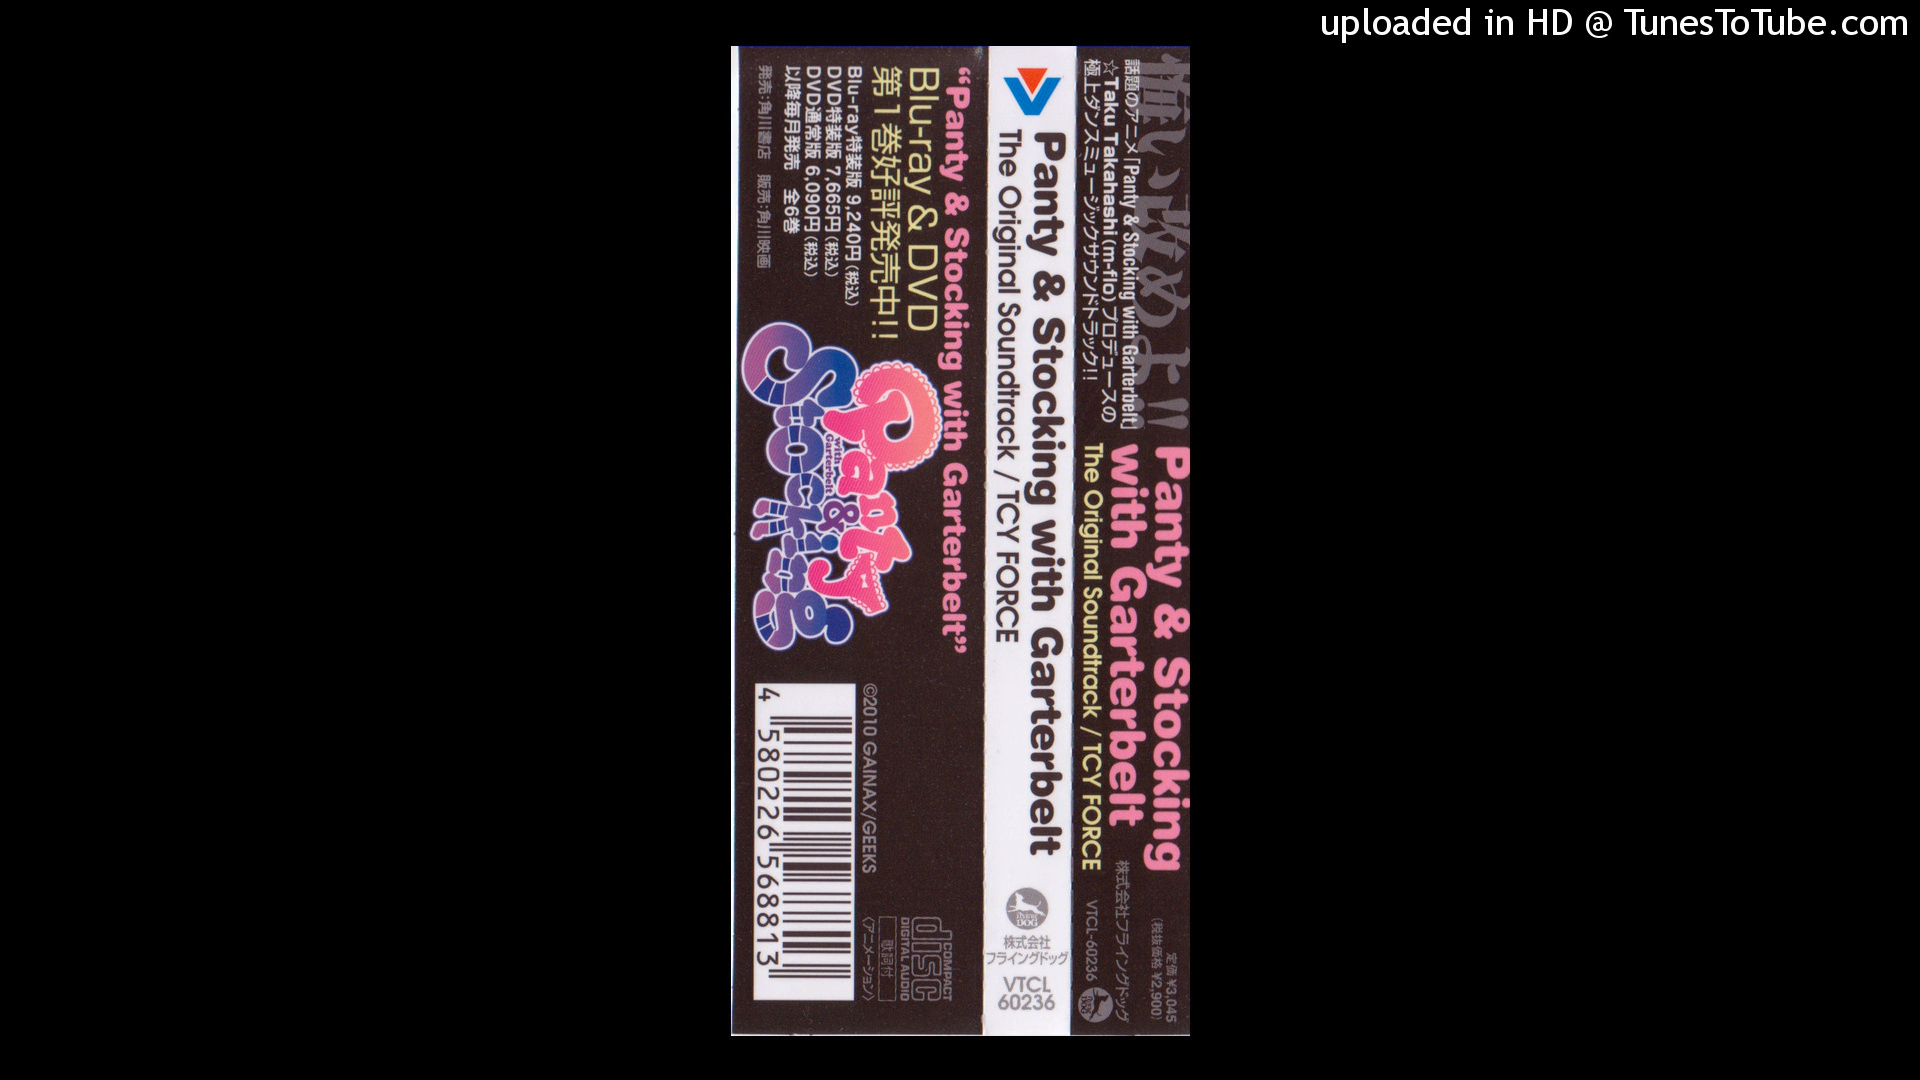 uploaded in HD @ TunesToTube.com
悔い改めよ!!
話題のアニメ「Panty & Stocking with Garterbelt」
☆Taku Takahashi(m-flo)プロデュースの
極上ダンスミュージックサウンドトラック!!
Panty & Stocking
with Garterbelt
The Original Soundtrack / TCY FORCE
定価 ¥3,045
(税抜価格 ¥2,900)
株式会社フライングドッグ
VTCL-60236
Panty & Stocking with Garterbelt
The Original Soundtrack / TCY FORCE
FLYING DOG
株式会社
フライングドッグ
VTCL
60236
"Panty & Stocking with Garterbelt"
Blu-ray & DVD
第1巻好評発売中!!
Blu-ray特装版 9,240円(税込)
DVD特装版 7,665円(税込)
DVD通常版 6,090円(税込)
以降毎月発売 全6巻
発売:角川書店 販売:角川映画
Panty
&
Stocking
with
Garterbelt
©2010 GAINAX/GEEKS
4 580226 568813
COMPACT
disc
DIGITAL AUDIO
歌詞付
〈アニメーション〉